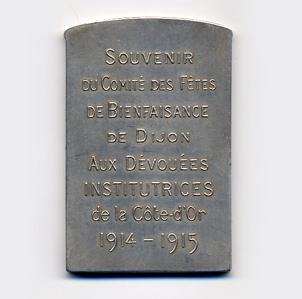 SOUVENIR
DU COMITÉ DES FÊTES
DE BIENFAISANCE
DE DIJON
AUX DÉVOUÉES
INSTITUTRICES
de la Côte-d'Or
1914 - 1915